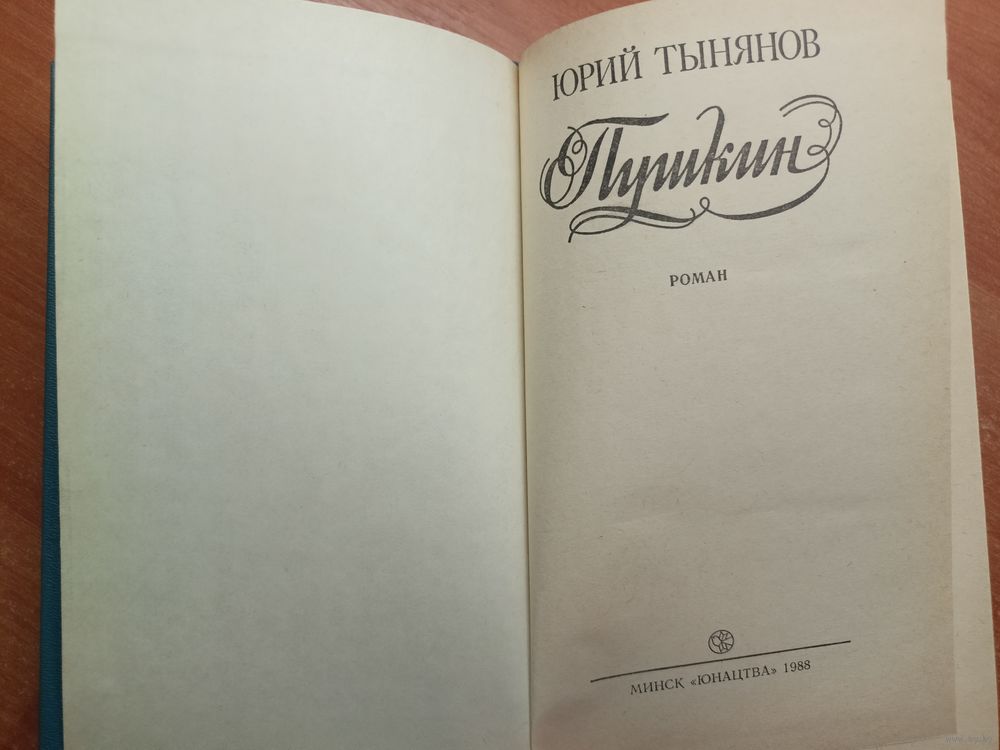 ЮРИЙ ТЫНЯНОВ
Пушкин
РОМАН
МИНСК «ЮНАЦТВА» 1988